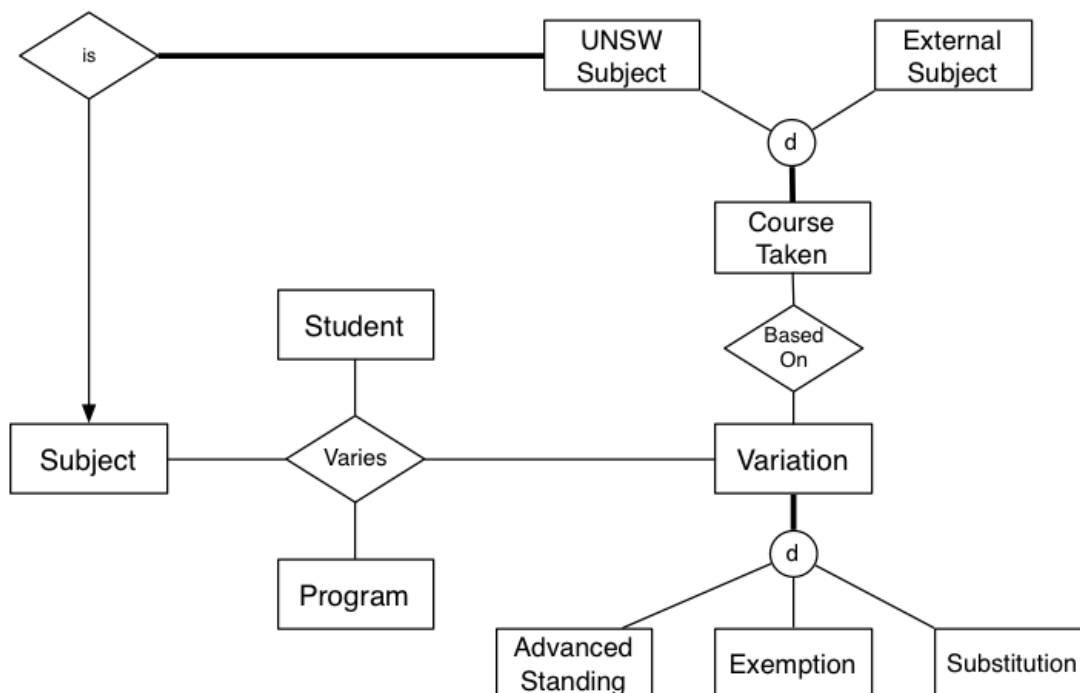 is
UNSW
Subject
External
Subject
d
Course
Taken
Based
On
Student
Subject
Varies
Variation
Program
d
Advanced
Standing
Exemption
Substitution